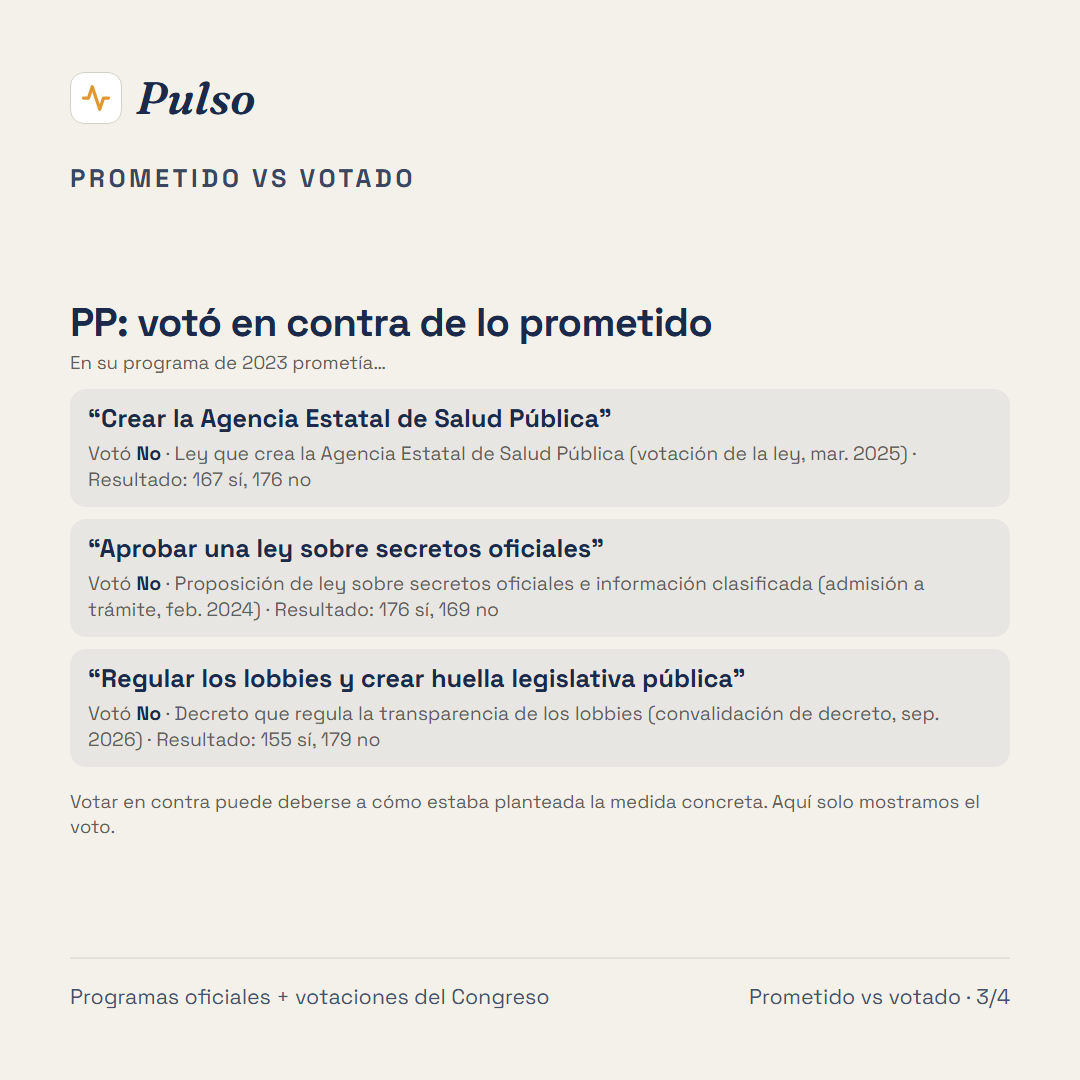 Pulso
PROMETIDO VS VOTADO
PP: votó en contra de lo prometido
En su programa de 2023 prometía…
“Crear la Agencia Estatal de Salud Pública”
Votó No · Ley que crea la Agencia Estatal de Salud Pública (votación de la ley, mar. 2025) ·
Resultado: 167 sí, 176 no
“Aprobar una ley sobre secretos oficiales”
Votó No · Proposición de ley sobre secretos oficiales e información clasificada (admisión a
trámite, feb. 2024) · Resultado: 176 sí, 169 no
“Regular los lobbies y crear huella legislativa pública”
Votó No · Decreto que regula la transparencia de los lobbies (convalidación de decreto, sep.
2026) · Resultado: 155 sí, 179 no
Votar en contra puede deberse a cómo estaba planteada la medida concreta. Aquí solo mostramos el
voto.
Programas oficiales + votaciones del Congreso
Prometido vs votado · 3/4